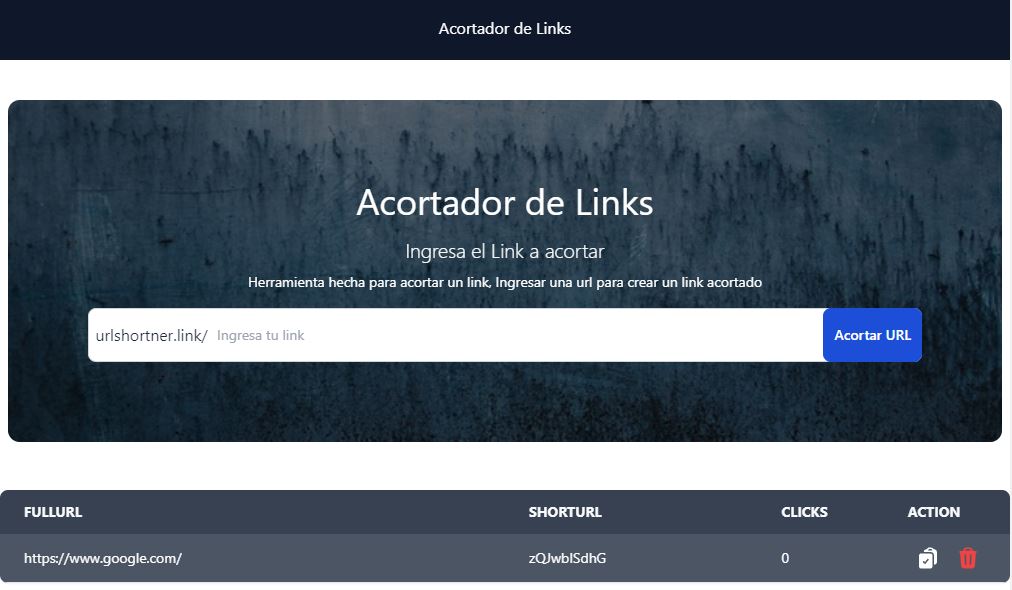 Acortador de Links
Acortador de Links
Ingresa el Link a acortar
Herramienta hecha para acortar un link, Ingresar una url para crear un link acortado
urlshortner.link/ Ingresa tu link Acortar URL
FULLURL SHORTURL CLICKS ACTION
https://www.google.com/ zQJwblSdhG 0